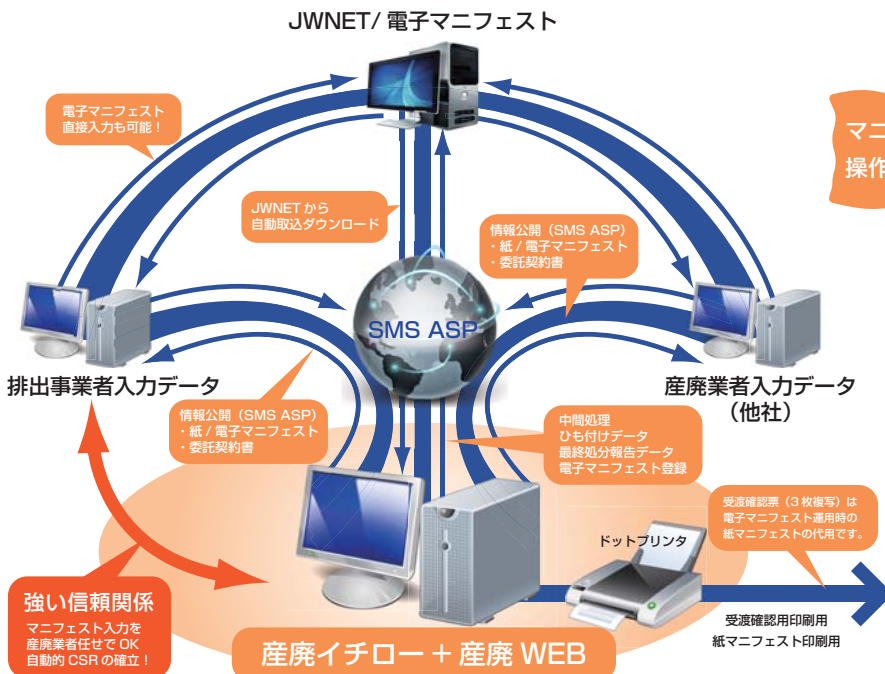 JWNET/ 電子マニフェスト
電子マニフェスト
直接入力も可能！
マニ
操作
JWNET から
自動取込ダウンロード
情報公開（SMS ASP）
・紙 / 電子マニフェスト
・委託契約書
SMS ASP
排出事業者入力データ
産廃業者入力データ
（他社）
情報公開（SMS ASP）
・紙 / 電子マニフェスト
・委託契約書
中間処理
ひも付けデータ
最終処分報告データ
電子マニフェスト登録
受渡確認票（3 枚複写）は
電子マニフェスト運用時の
紙マニフェストの代用です。
ドットプリンタ
強い信頼関係
マニフェスト入力を
産廃業者任せで OK
自動的 CSR の確立！
受渡確認用印刷用
紙マニフェスト印刷用
産廃イチロー + 産廃 WEB